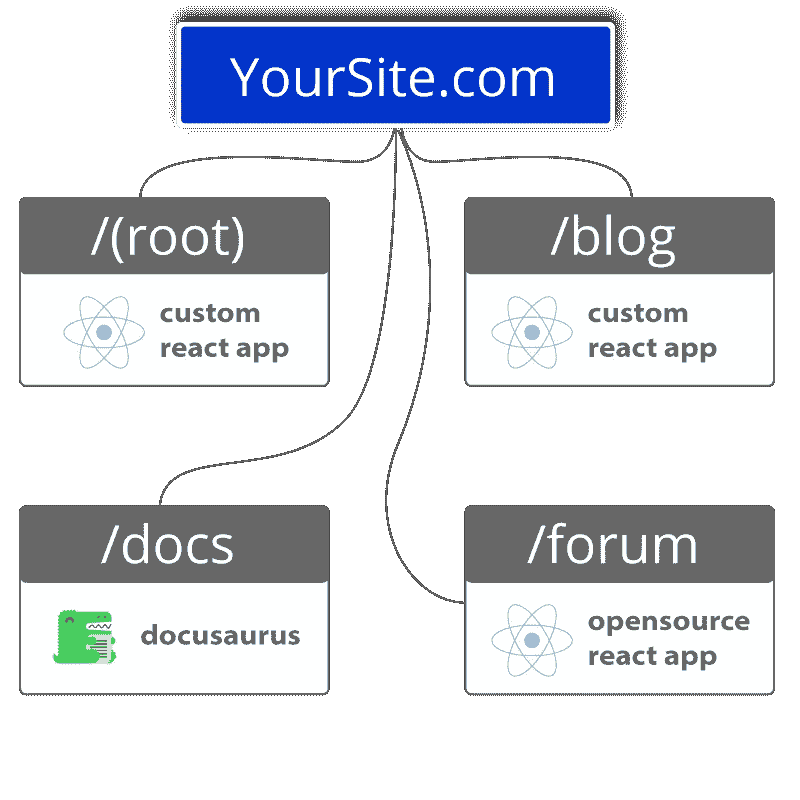 YourSite.com
/(root)
custom
react app
/blog
custom
react app
/docs
docusaurus
/forum
opensource
react app